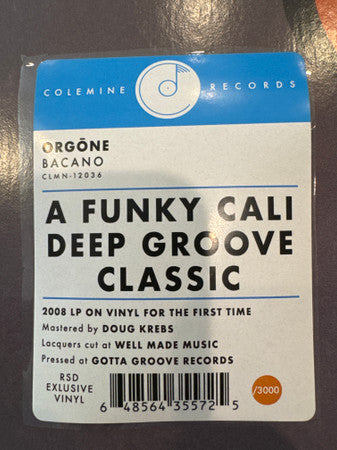 COLEMINE RECORDS
ORGŌNE
BACANO
CLMN-12036
A FUNKY CALI
DEEP GROOVE
CLASSIC
2008 LP ON VINYL FOR THE FIRST TIME
Mastered by DOUG KREBS
Lacquers cut at WELL MADE MUSIC
Pressed at GOTTA GROOVE RECORDS
RSD
EXLUSIVE
VINYL
6 48564 35572 5
/3000